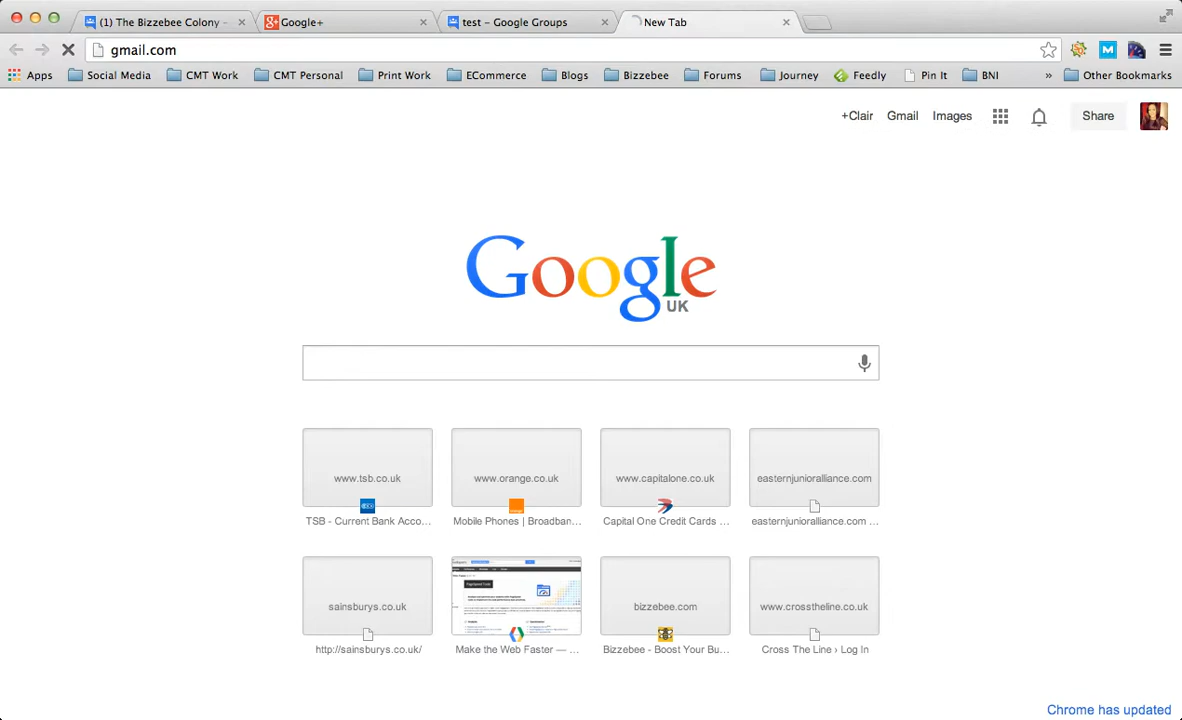 (1) The Bizzebee Colony -
Google+
test – Google Groups
New Tab
gmail.com
Apps
Social Media
CMT Work
CMT Personal
Print Work
ECommerce
Blogs
Bizzebee
Forums
Journey
Feedly
Pin It
BNI
»
Other Bookmarks
+Clair
Gmail
Images
Share
Google
UK
www.tsb.co.uk
www.orange.co.uk
www.capitalone.co.uk
easternjunioralliance.com
TSB - Current Bank Acco...
Mobile Phones | Broadban...
Capital One Credit Cards ...
easternjunioralliance.com ...
sainsburys.co.uk
bizzebee.com
www.crosstheline.co.uk
http://sainsburys.co.uk/
Make the Web Faster — ...
Bizzebee - Boost Your Bu...
Cross The Line › Log In
Chrome has updated